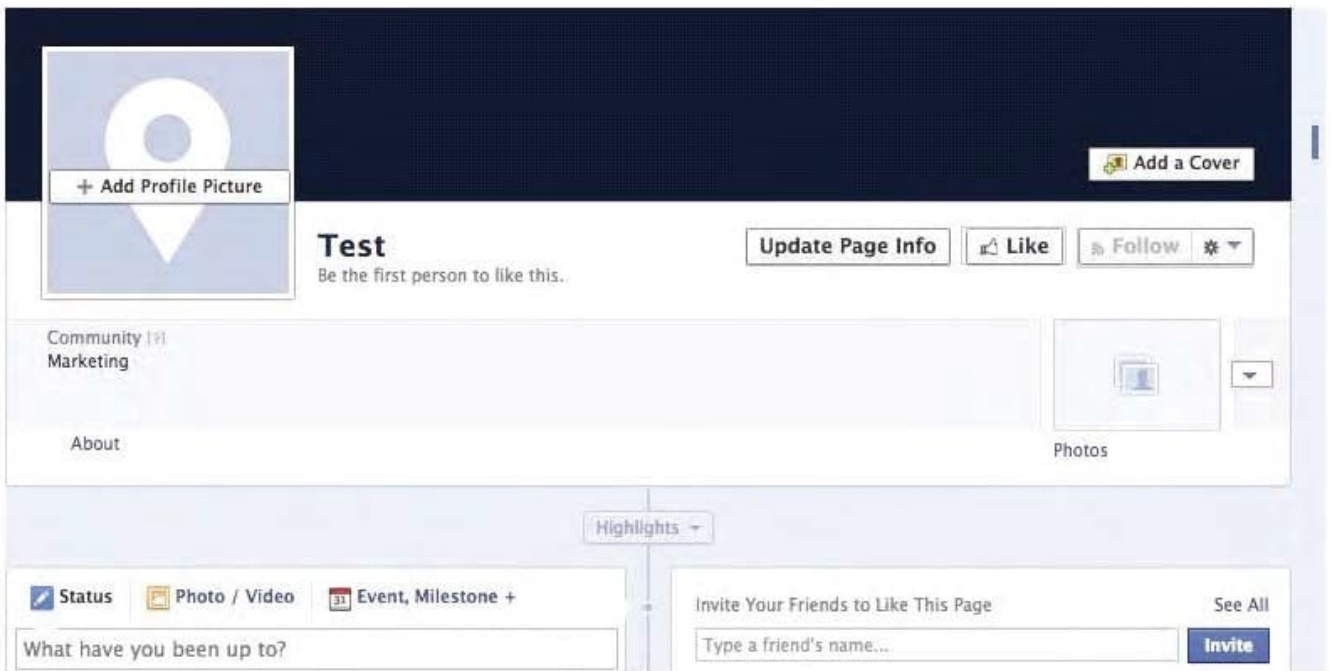 Add a Cover
+ Add Profile Picture
Test
Be the first person to like this.
Update Page Info
Like
Follow
Community [?]
Marketing
About
Photos
Highlights
Status
Photo / Video
31
Event, Milestone +
What have you been up to?
Invite Your Friends to Like This Page
See All
Type a friend's name...
Invite